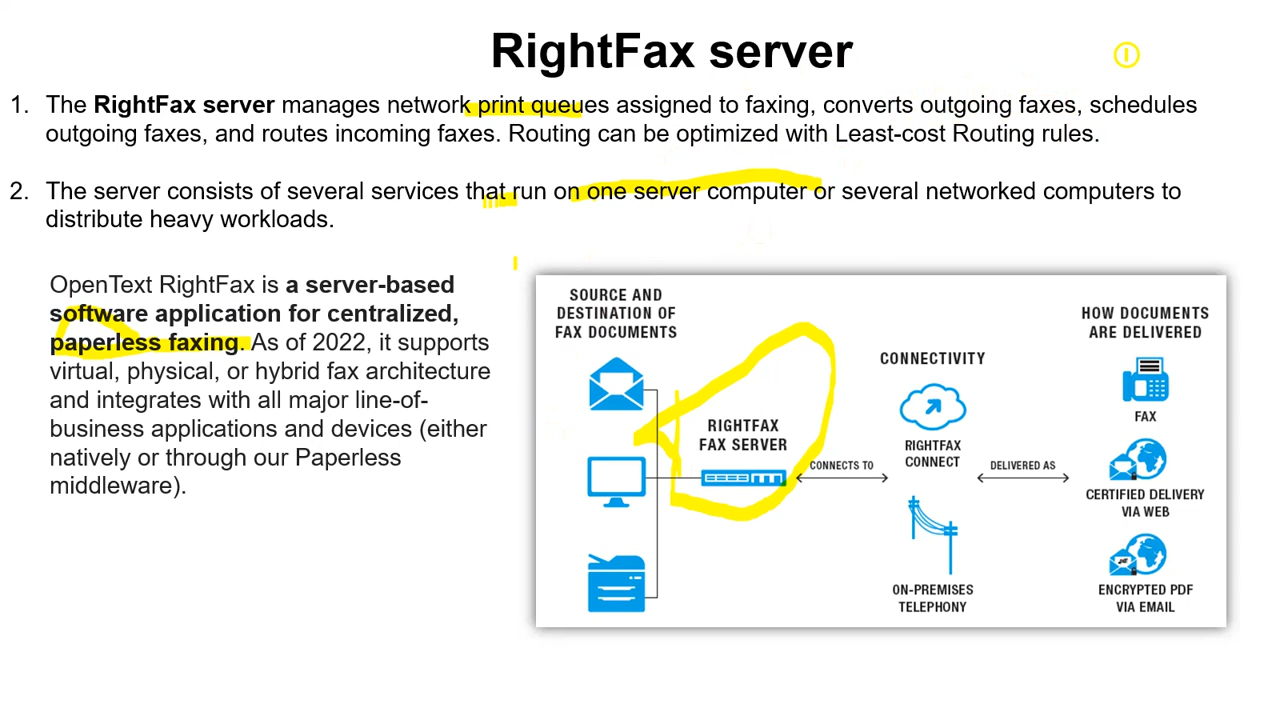 RightFax server
1. The RightFax server manages network print queues assigned to faxing, converts outgoing faxes, schedules
outgoing faxes, and routes incoming faxes. Routing can be optimized with Least-cost Routing rules.
2. The server consists of several services that run on one server computer or several networked computers to
distribute heavy workloads.
OpenText RightFax is a server-based
software application for centralized,
paperless faxing. As of 2022, it supports
virtual, physical, or hybrid fax architecture
and integrates with all major line-of-
business applications and devices (either
natively or through our Paperless
middleware).
SOURCE AND
DESTINATION OF
FAX DOCUMENTS
RIGHTFAX
FAX SERVER
CONNECTS TO
CONNECTIVITY
RIGHTFAX
CONNECT
ON-PREMISES
TELEPHONY
DELIVERED AS
HOW DOCUMENTS
ARE DELIVERED
FAX
CERTIFIED DELIVERY
VIA WEB
ENCRYPTED PDF
VIA EMAIL